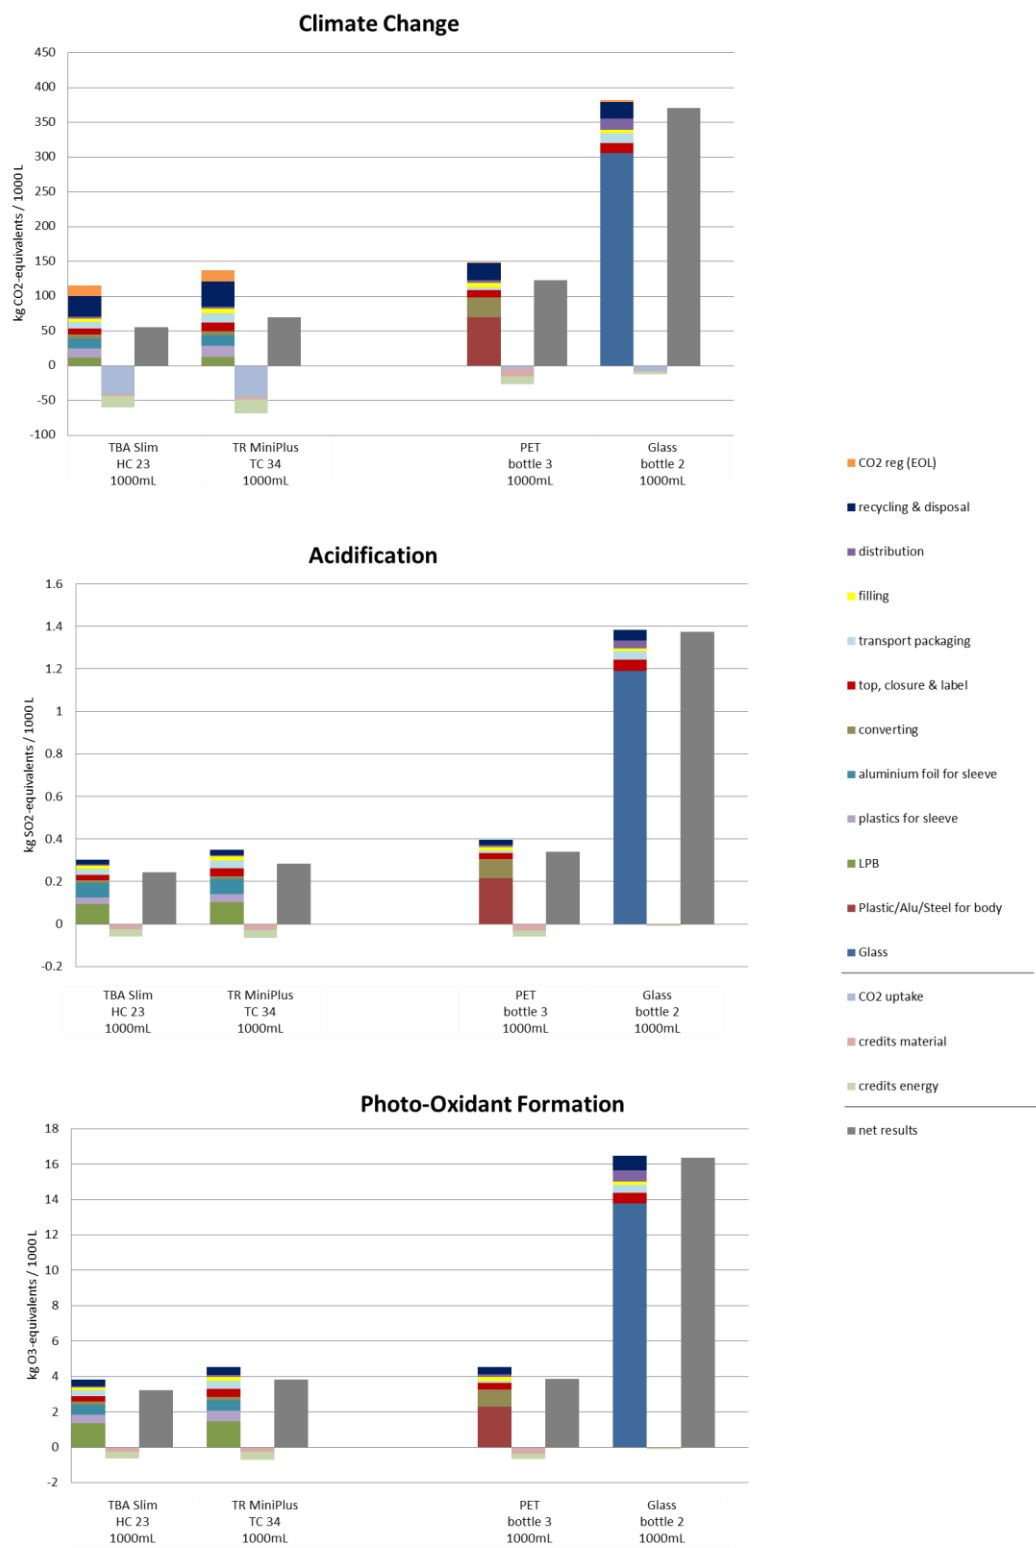 Climate Change
kg CO2-equivalents / 1000 L
450
400
350
300
250
200
150
100
50
0
-50
-100
TBA Slim
HC 23
1000mL
TR MiniPlus
TC 34
1000mL
PET
bottle 3
1000mL
Glass
bottle 2
1000mL
Acidification
kg SO2-equivalents / 1000 L
1.6
1.4
1.2
1
0.8
0.6
0.4
0.2
0
-0.2
TBA Slim
HC 23
1000mL
TR MiniPlus
TC 34
1000mL
PET
bottle 3
1000mL
Glass
bottle 2
1000mL
Photo-Oxidant Formation
kg O3-equivalents / 1000 L
18
16
14
12
10
8
6
4
2
0
-2
TBA Slim
HC 23
1000mL
TR MiniPlus
TC 34
1000mL
PET
bottle 3
1000mL
Glass
bottle 2
1000mL
CO2 reg (EOL)
recycling & disposal
distribution
filling
transport packaging
top, closure & label
converting
aluminium foil for sleeve
plastics for sleeve
LPB
Plastic/Alu/Steel for body
Glass
CO2 uptake
credits material
credits energy
net results